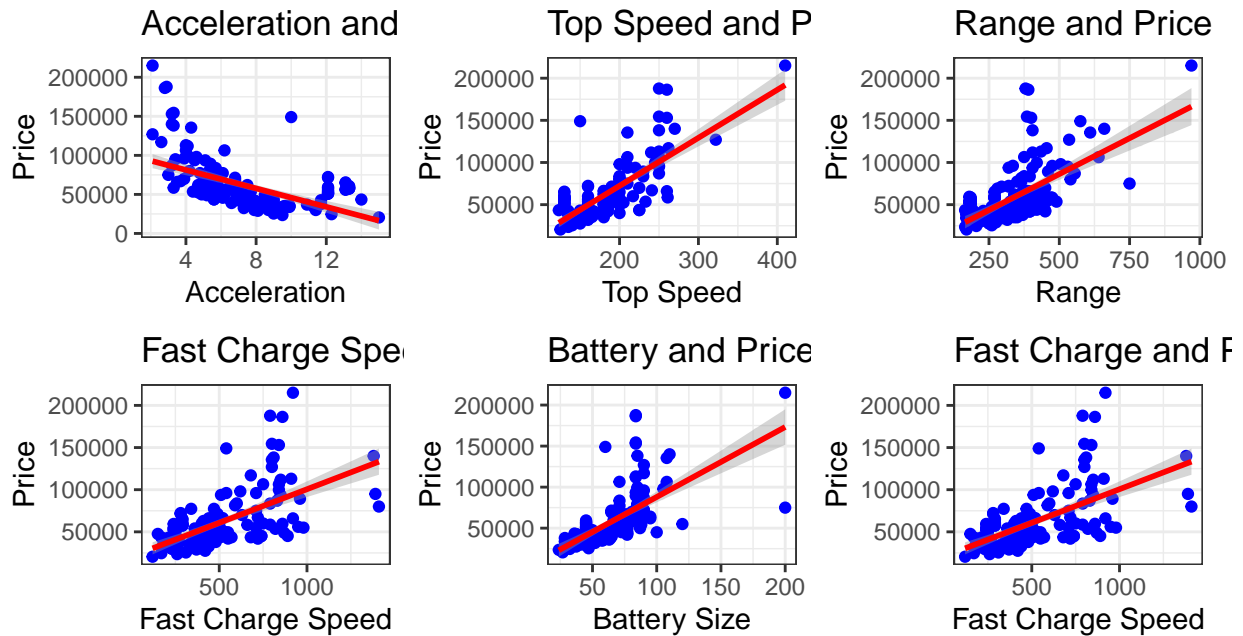 Acceleration and
Price
200000
150000
100000
50000
0
4 8 12
Acceleration
Top Speed and P
Price
200000
150000
100000
50000
200 300 400
Top Speed
Range and Price
Price
200000
150000
100000
50000
250 500 750 1000
Range
Fast Charge Spe
Price
200000
150000
100000
50000
500 1000
Fast Charge Speed
Battery and Price
Price
200000
150000
100000
50000
50 100 150 200
Battery Size
Fast Charge and P
Price
200000
150000
100000
50000
500 1000
Fast Charge Speed